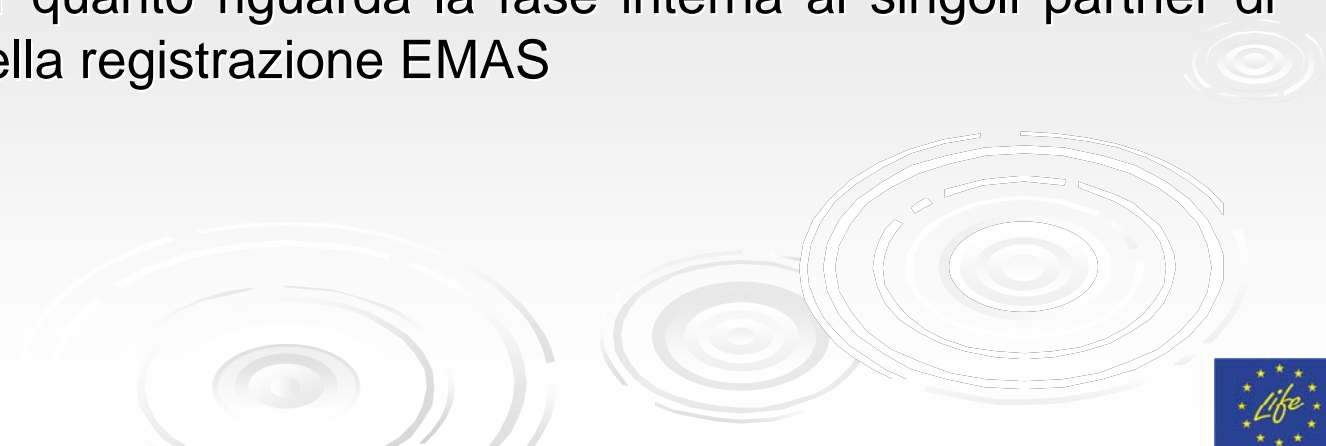 quanto riguarda la fase interna ai singoli partner di
ella registrazione EMAS
Life